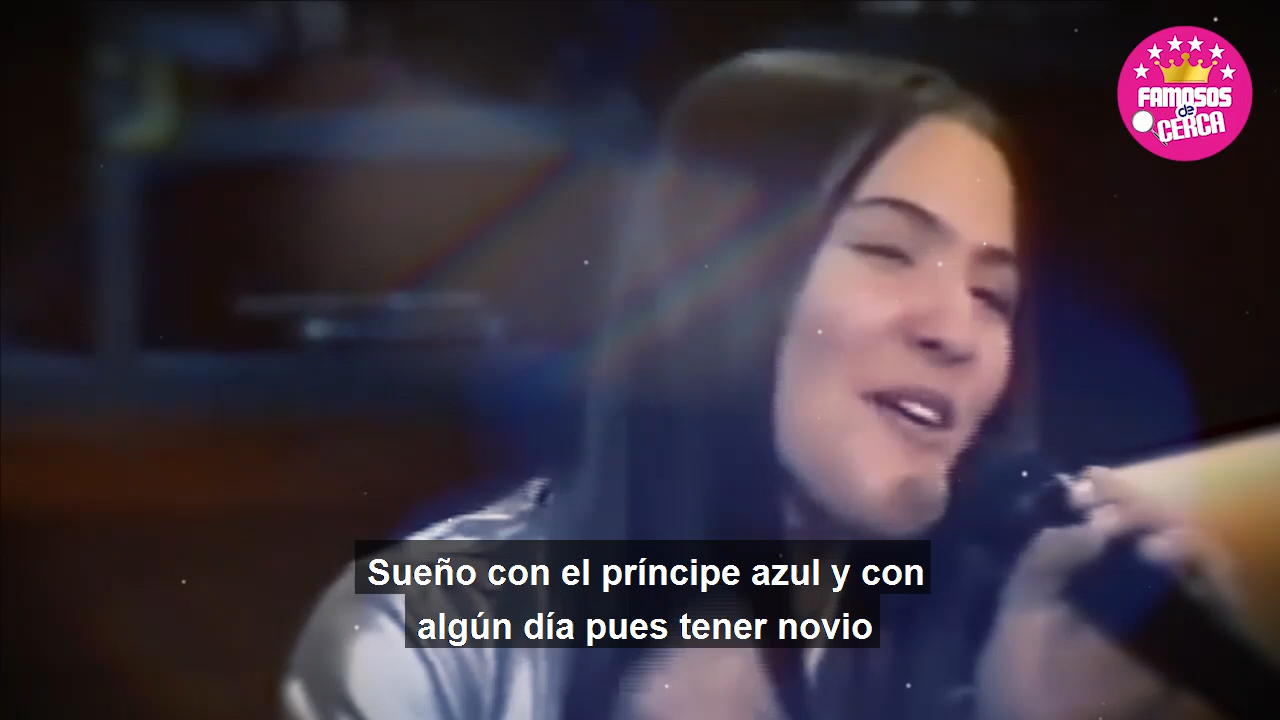 FAMOSOS
de
CERCA
Sueño con el príncipe azul y con
algún día pues tener novio